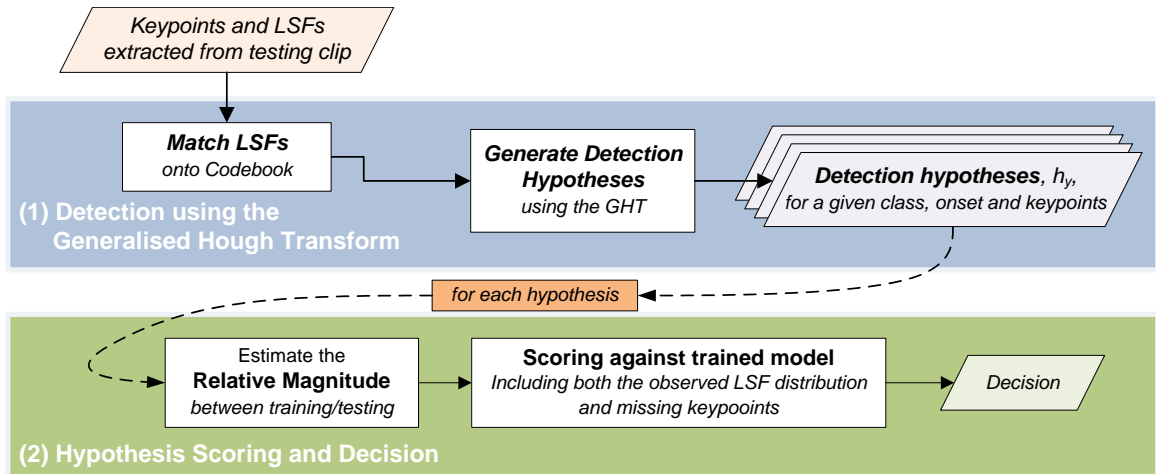 Keypoints and LSFs
extracted from testing clip
Match LSFs
onto Codebook
Generate Detection
Hypotheses
using the GHT
Detection hypotheses, hy,
for a given class, onset and keypoints
(1) Detection using the
Generalised Hough Transform
for each hypothesis
Estimate the
Relative Magnitude
between training/testing
Scoring against trained model
Including both the observed LSF distribution
and missing keypooints
Decision
(2) Hypothesis Scoring and Decision